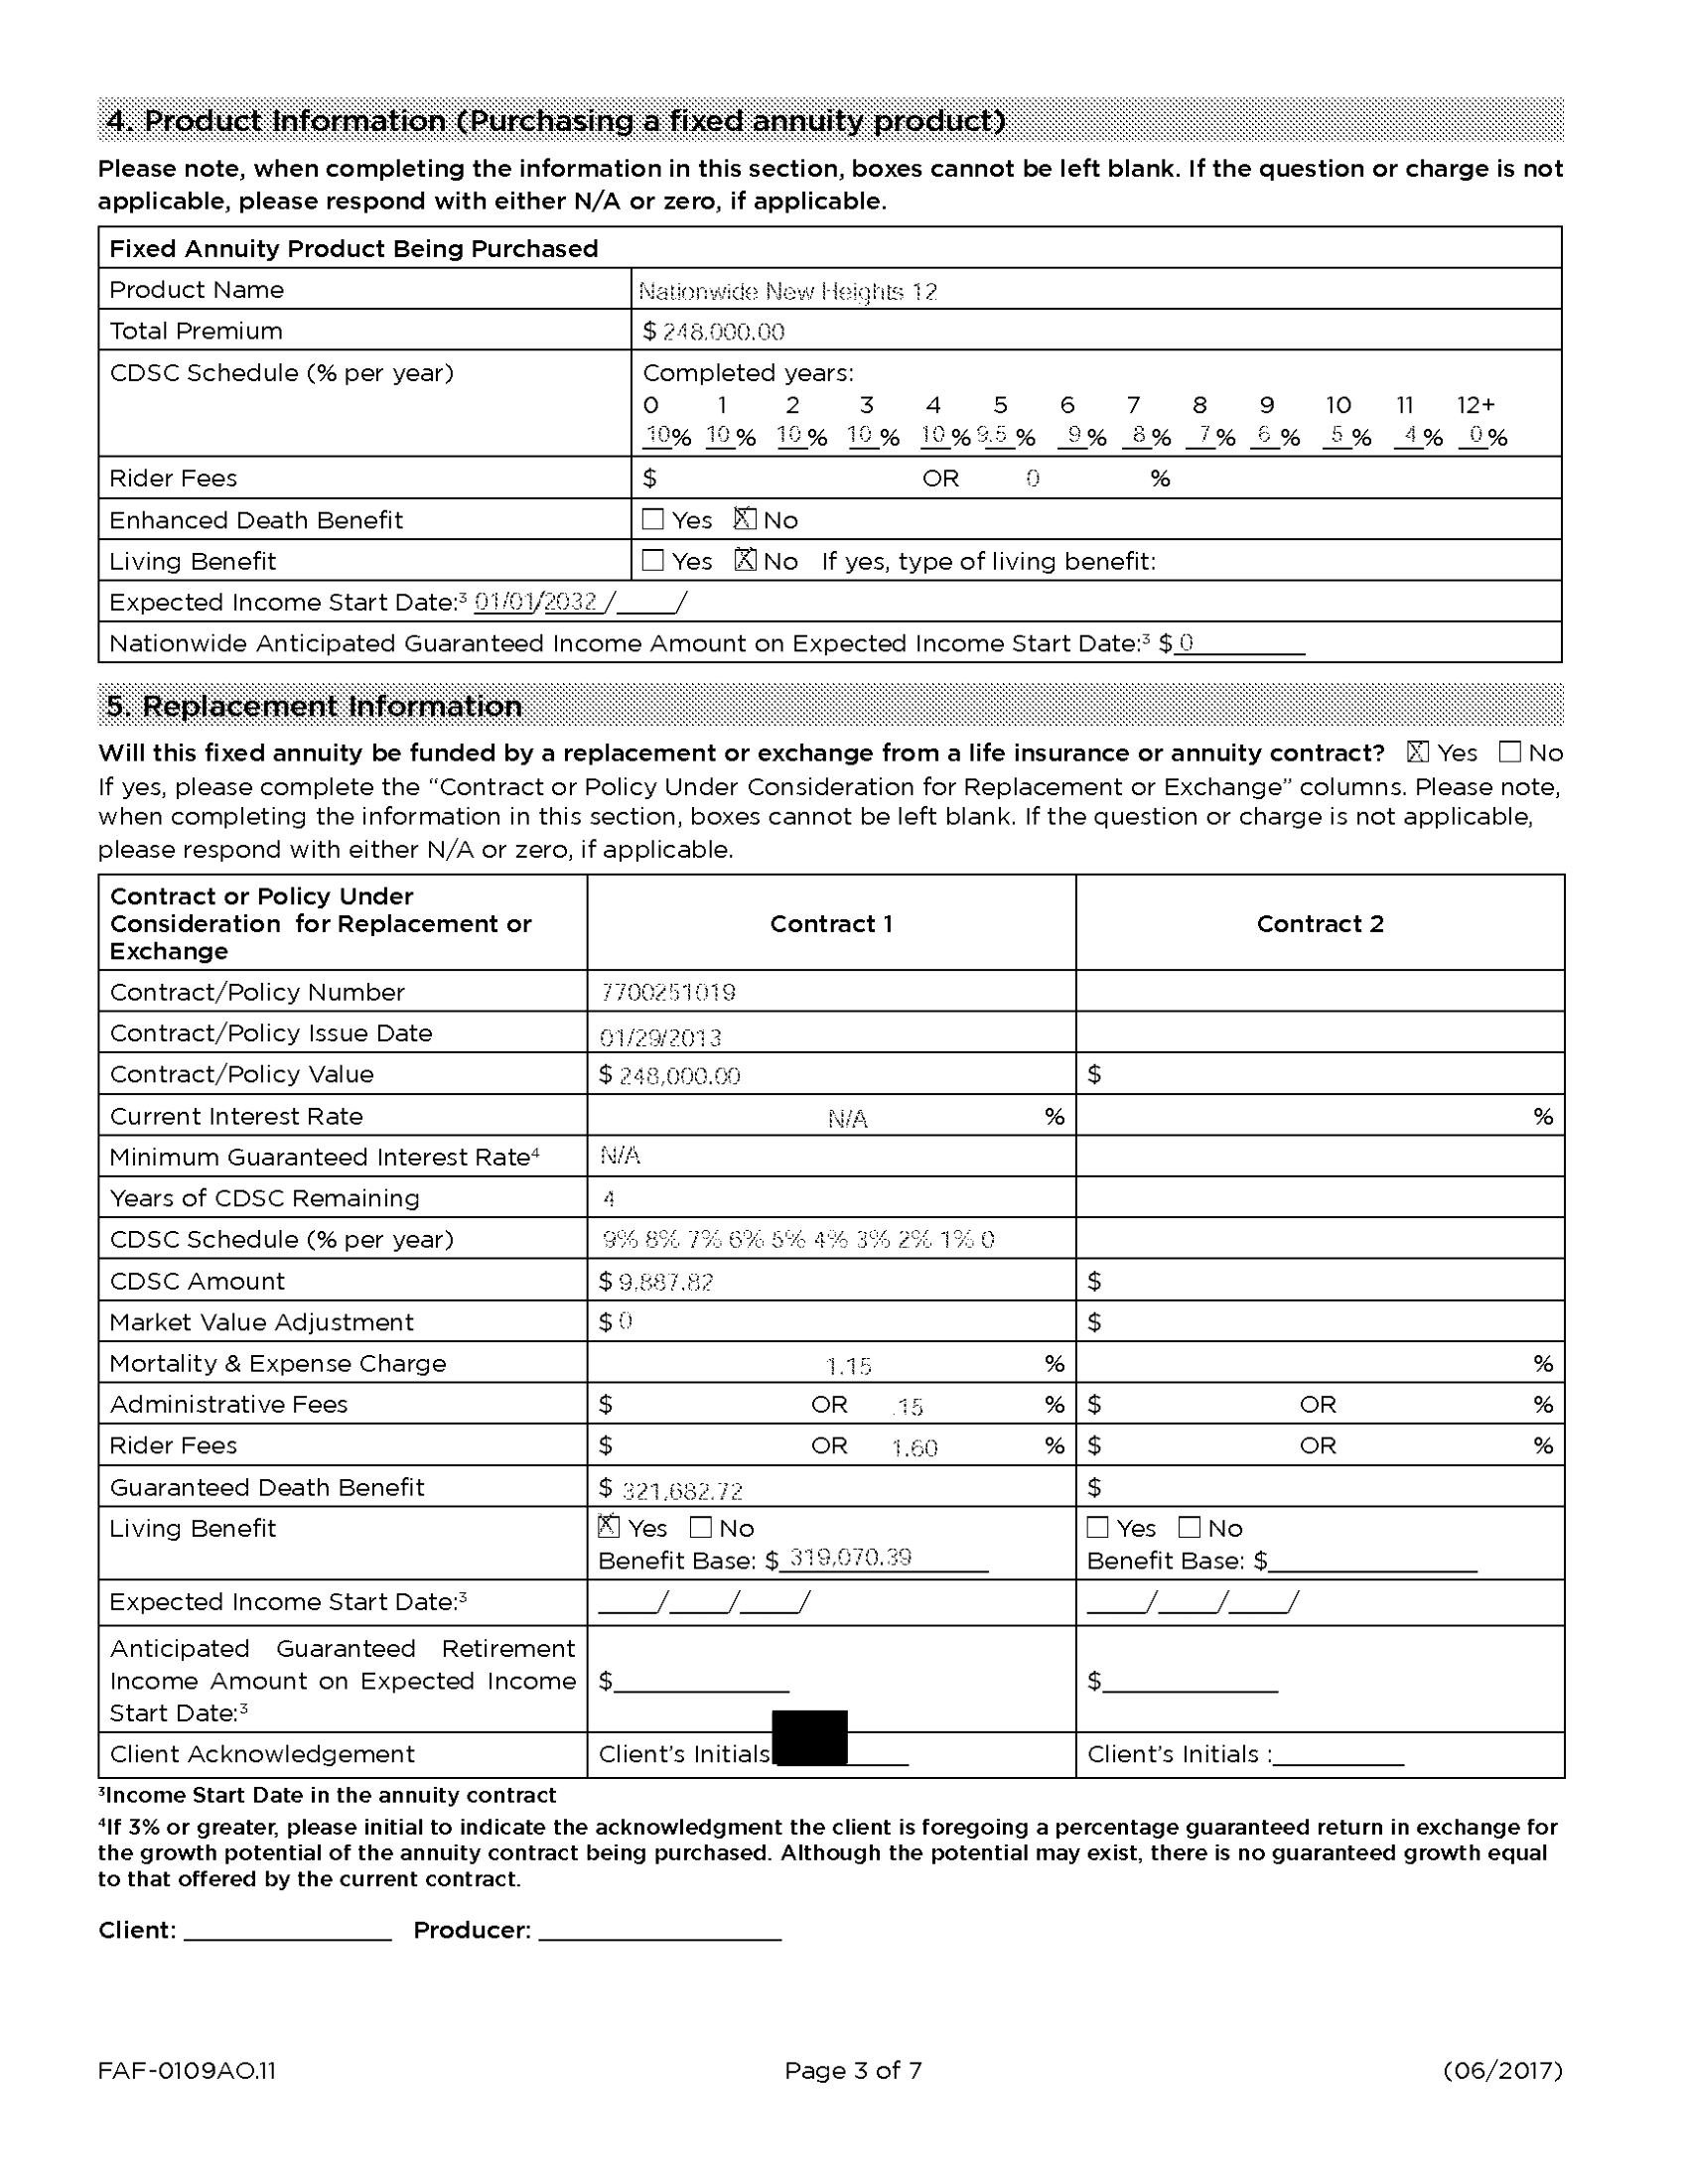 4. Product Information (Purchasing a fixed annuity product)
Please note, when completing the information in this section, boxes cannot be left blank. If the question or charge is not
applicable, please respond with either N/A or zero, if applicable.
Fixed Annuity Product Being Purchased
Product Name Nationwide New Heights 12
Total Premium $ 248,000.00
CDSC Schedule (% per year) Completed years:
0 1 2 3 4 5 6 7 8 9 10 11 12+
10% 10% 10% 10% 10% 9.5% 9% 8% 7% 6% 5% 4% 0%
Rider Fees $ OR 0 %
Enhanced Death Benefit ☐ Yes ☒ No
Living Benefit ☐ Yes ☒ No If yes, type of living benefit:
Expected Income Start Date:³ 01/01/2032 /____/
Nationwide Anticipated Guaranteed Income Amount on Expected Income Start Date:³ $ 0
5. Replacement Information
Will this fixed annuity be funded by a replacement or exchange from a life insurance or annuity contract? ☒ Yes ☐ No
If yes, please complete the “Contract or Policy Under Consideration for Replacement or Exchange” columns. Please note,
when completing the information in this section, boxes cannot be left blank. If the question or charge is not applicable,
please respond with either N/A or zero, if applicable.
Contract or Policy Under
Consideration for Replacement or
Exchange
Contract 1 Contract 2
Contract/Policy Number 7700251019
Contract/Policy Issue Date 01/29/2013
Contract/Policy Value $ 248,000.00 $
Current Interest Rate N/A % %
Minimum Guaranteed Interest Rate⁴ N/A
Years of CDSC Remaining 4
CDSC Schedule (% per year) 9% 8% 7% 6% 5% 4% 3% 2% 1% 0
CDSC Amount $ 9,887.82 $
Market Value Adjustment $ 0 $
Mortality & Expense Charge 1.15 % %
Administrative Fees $ OR .15 % $ OR %
Rider Fees $ OR 1.60 % $ OR %
Guaranteed Death Benefit $ 321,682.72 $
Living Benefit ☒ Yes ☐ No ☐ Yes ☐ No
Benefit Base: $ 319,070.39 Benefit Base: $
Expected Income Start Date:³ ____/____/____/ ____/____/____/
Anticipated Guaranteed Retirement
Income Amount on Expected Income $ $
Start Date:³
Client Acknowledgement Client's Initials Client's Initials :
³Income Start Date in the annuity contract
⁴If 3% or greater, please initial to indicate the acknowledgment the client is foregoing a percentage guaranteed return in exchange for
the growth potential of the annuity contract being purchased. Although the potential may exist, there is no guaranteed growth equal
to that offered by the current contract.
Client: Producer:
FAF-0109AO.11 Page 3 of 7 (06/2017)